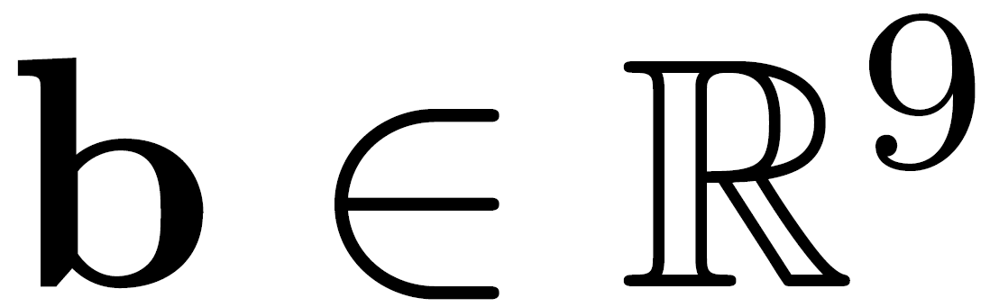 𝐛 ∈ ℝ⁹